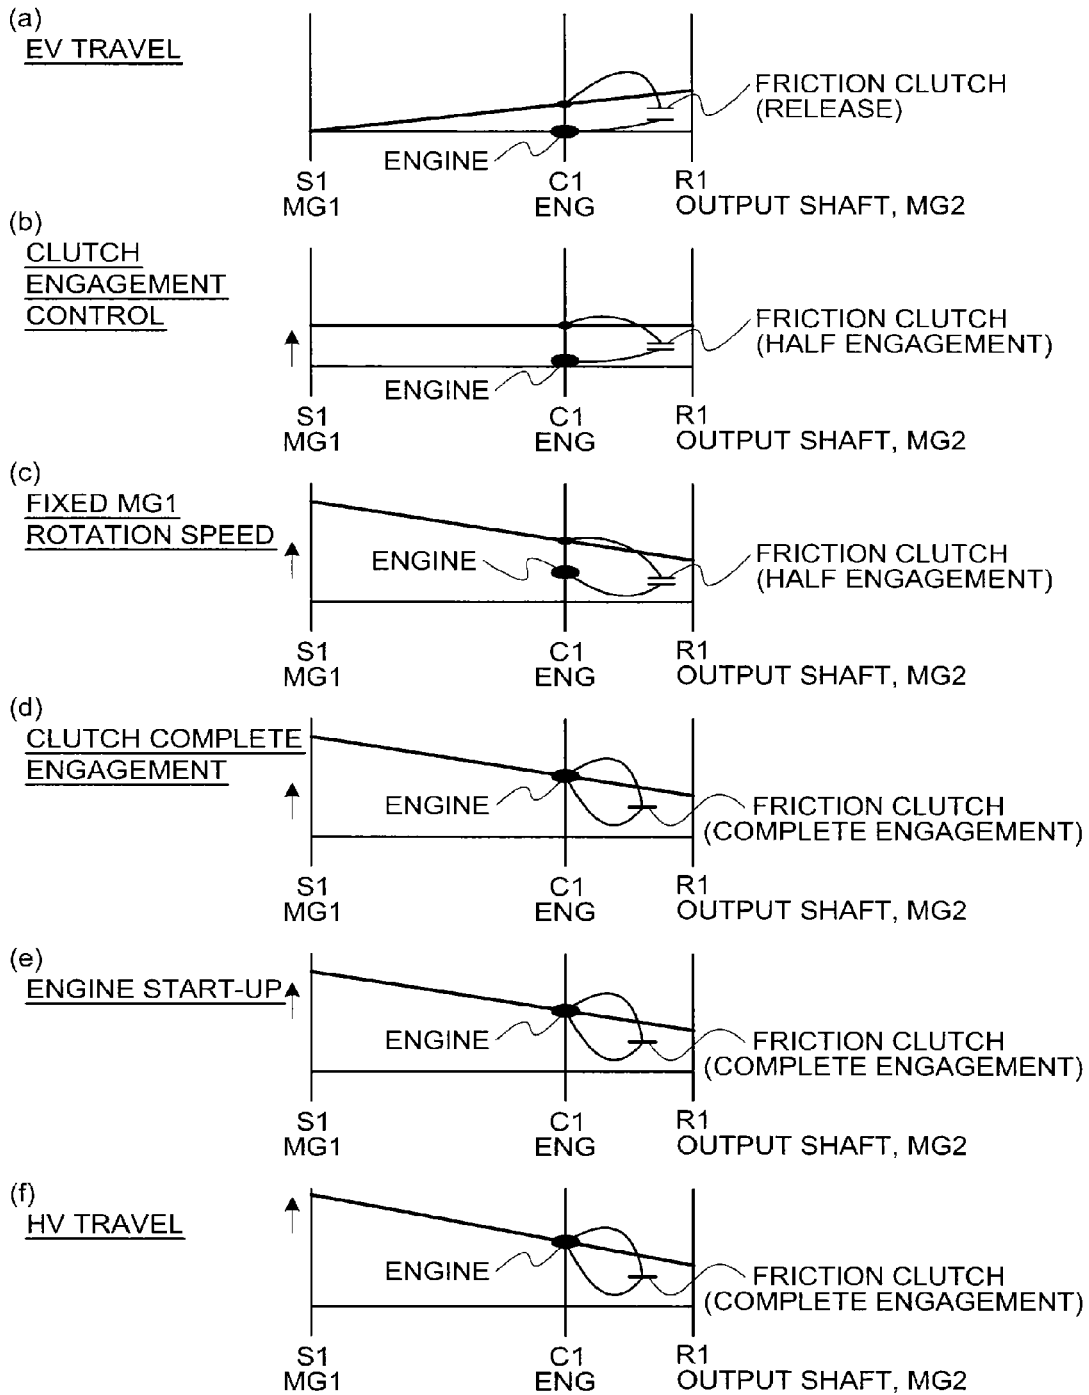 (a)
EV TRAVEL
FRICTION CLUTCH
(RELEASE)
ENGINE
S1
MG1
C1
ENG
R1
OUTPUT SHAFT, MG2
(b)
CLUTCH
ENGAGEMENT
CONTROL
FRICTION CLUTCH
(HALF ENGAGEMENT)
ENGINE
S1
MG1
C1
ENG
R1
OUTPUT SHAFT, MG2
(c)
FIXED MG1
ROTATION SPEED
ENGINE
FRICTION CLUTCH
(HALF ENGAGEMENT)
S1
MG1
C1
ENG
R1
OUTPUT SHAFT, MG2
(d)
CLUTCH COMPLETE
ENGAGEMENT
ENGINE
FRICTION CLUTCH
(COMPLETE ENGAGEMENT)
S1
MG1
C1
ENG
R1
OUTPUT SHAFT, MG2
(e)
ENGINE START-UP
ENGINE
FRICTION CLUTCH
(COMPLETE ENGAGEMENT)
S1
MG1
C1
ENG
R1
OUTPUT SHAFT, MG2
(f)
HV TRAVEL
ENGINE
FRICTION CLUTCH
(COMPLETE ENGAGEMENT)
S1
MG1
C1
ENG
R1
OUTPUT SHAFT, MG2